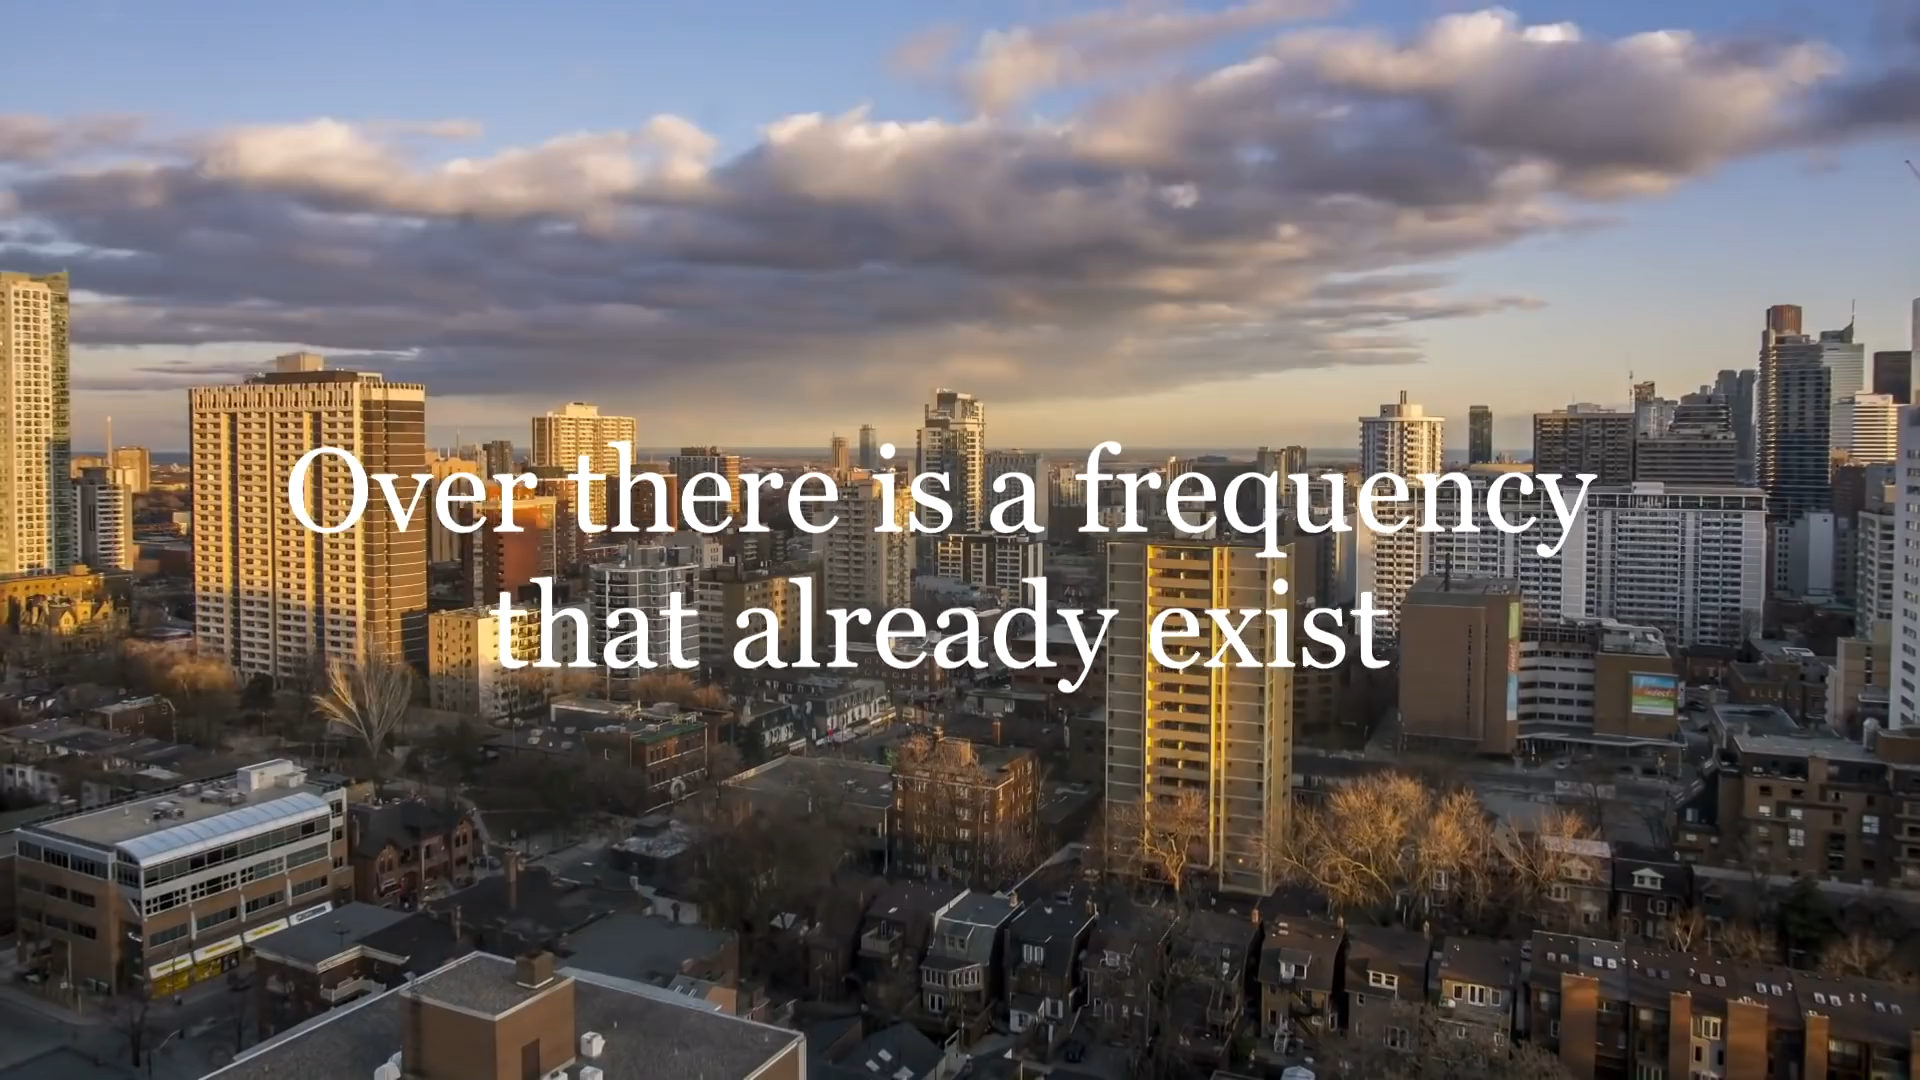 Over there is a frequency
that already exist